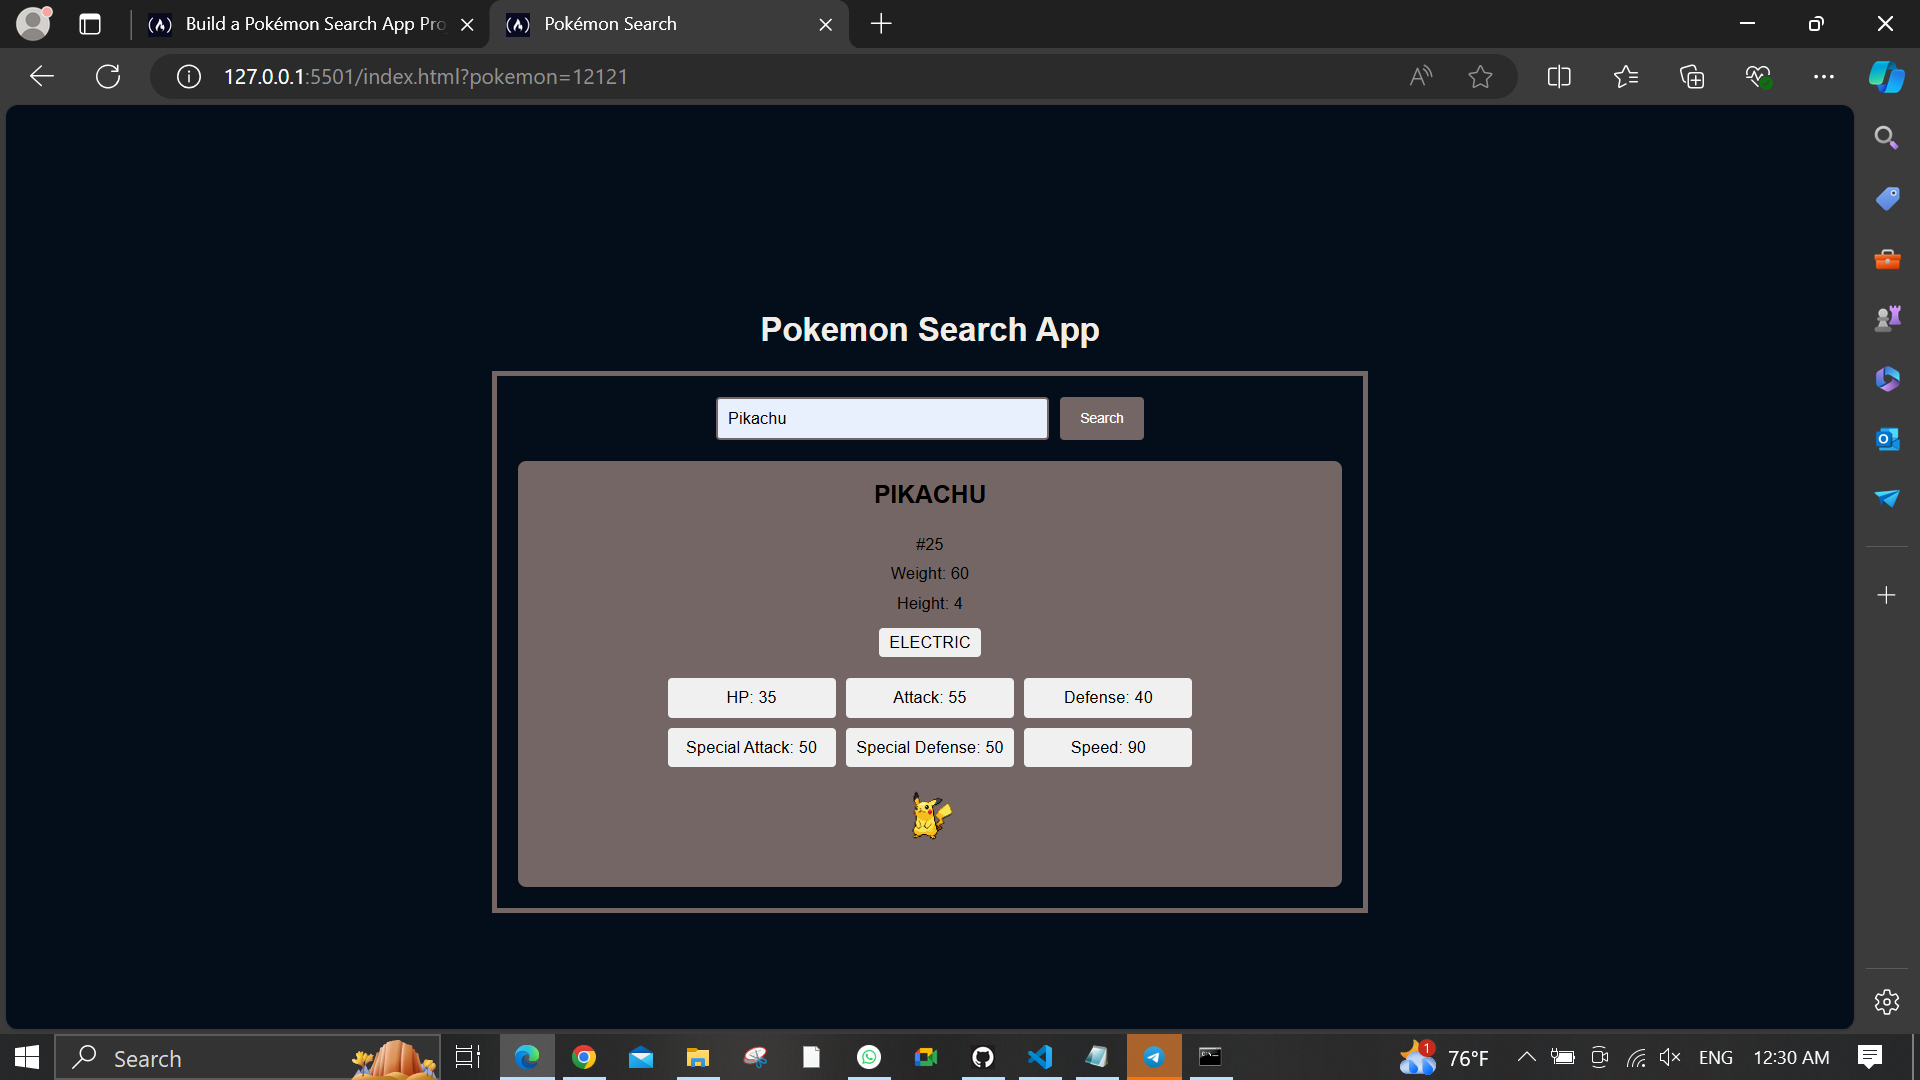 Build a Pokémon Search App Pro
Pokémon Search
127.0.0.1:5501/index.html?pokemon=12121
Pokemon Search App
Pikachu
Search
PIKACHU
#25
Weight: 60
Height: 4
ELECTRIC
HP: 35
Attack: 55
Defense: 40
Special Attack: 50
Special Defense: 50
Speed: 90
Search
1
76°F
ENG
12:30 AM